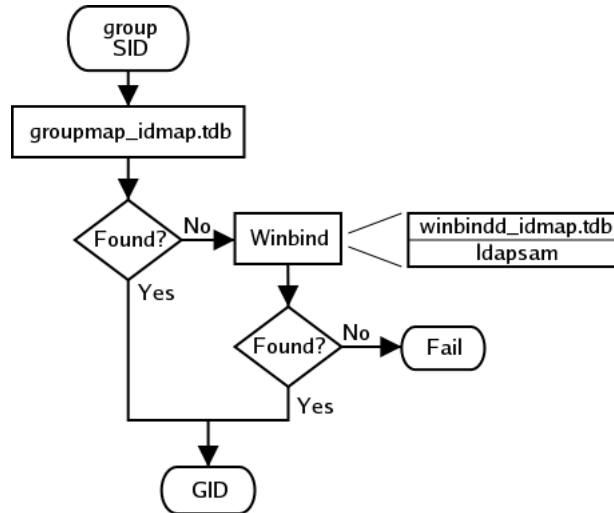 group
SID
groupmap_idmap.tdb
Found?
No
Winbind
winbindd_idmap.tdb
ldapsam
Yes
Found?
No
Fail
Yes
GID